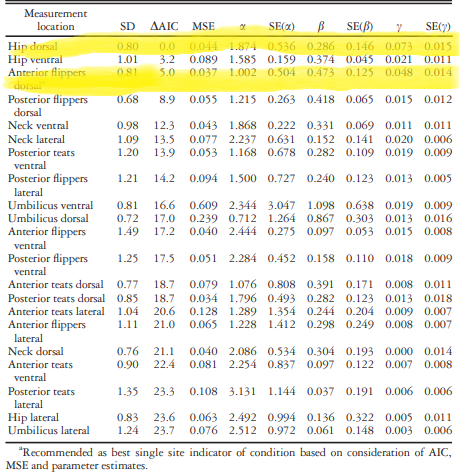 Measurement
location SD ΔAIC MSE α SE(α) β SE(β) γ SE(γ)
Hip dorsal 0.80 0.0 0.044 1.874 0.536 0.286 0.146 0.073 0.015
Hip ventral 1.01 3.2 0.089 1.585 0.159 0.374 0.045 0.021 0.011
Anterior flippers 0.81 5.0 0.037 1.002 0.504 0.473 0.125 0.048 0.014
dorsal
Posterior flippers 0.68 8.9 0.055 1.215 0.263 0.418 0.065 0.015 0.012
dorsal
Neck ventral 0.98 12.3 0.043 1.868 0.222 0.331 0.069 0.011 0.011
Neck lateral 1.09 13.5 0.077 2.237 0.631 0.152 0.141 0.020 0.006
Posterior teats 1.20 13.9 0.053 1.168 0.678 0.282 0.109 0.019 0.009
ventral
Posterior flippers 1.21 14.2 0.094 1.500 0.727 0.240 0.123 0.013 0.005
lateral
Umbilicus ventral 0.81 16.6 0.609 2.344 3.047 1.098 0.638 0.019 0.009
Umbilicus dorsal 0.72 17.0 0.239 0.712 1.264 0.867 0.303 0.013 0.016
Anterior flippers 1.49 17.2 0.040 2.444 0.275 0.097 0.053 0.015 0.008
ventral
Posterior flippers 1.25 17.5 0.051 2.284 0.452 0.158 0.110 0.018 0.009
ventral
Anterior teats dorsal 0.77 18.7 0.079 1.076 0.808 0.391 0.171 0.008 0.011
Posterior teats dorsal 0.85 18.7 0.034 1.796 0.493 0.282 0.123 0.013 0.018
Anterior teats lateral 1.04 20.6 0.128 1.289 1.354 0.244 0.204 0.009 0.007
Anterior flippers 1.11 21.0 0.065 1.228 1.412 0.298 0.249 0.008 0.007
lateral
Neck dorsal 0.76 21.1 0.040 2.086 0.534 0.304 0.193 0.000 0.014
Anterior teats 0.90 22.4 0.081 2.254 0.837 0.097 0.122 0.007 0.008
ventral
Posterior teats 1.35 23.3 0.108 3.131 1.144 0.037 0.191 0.006 0.006
lateral
Hip lateral 0.83 23.6 0.063 2.492 0.994 0.136 0.322 0.005 0.011
Umbilicus lateral 1.24 23.7 0.076 2.512 0.972 0.061 0.148 0.003 0.006
ᵃRecommended as best single site indicator of condition based on consideration of AIC,
MSE and parameter estimates.